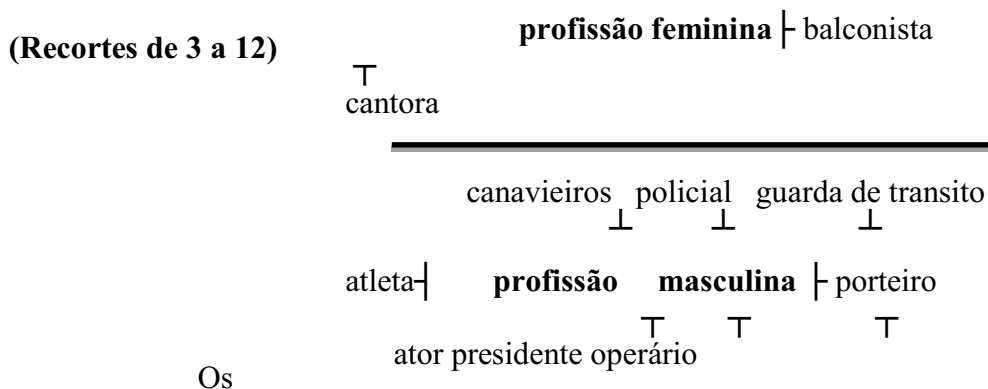 profissão feminina ├ balconista
(Recortes de 3 a 12)
┬
cantora
canavieiros policial guarda de transito
┴ ┴ ┴
atleta┤ profissão masculina ├ porteiro
┬ ┬ ┬
ator presidente operário
Os